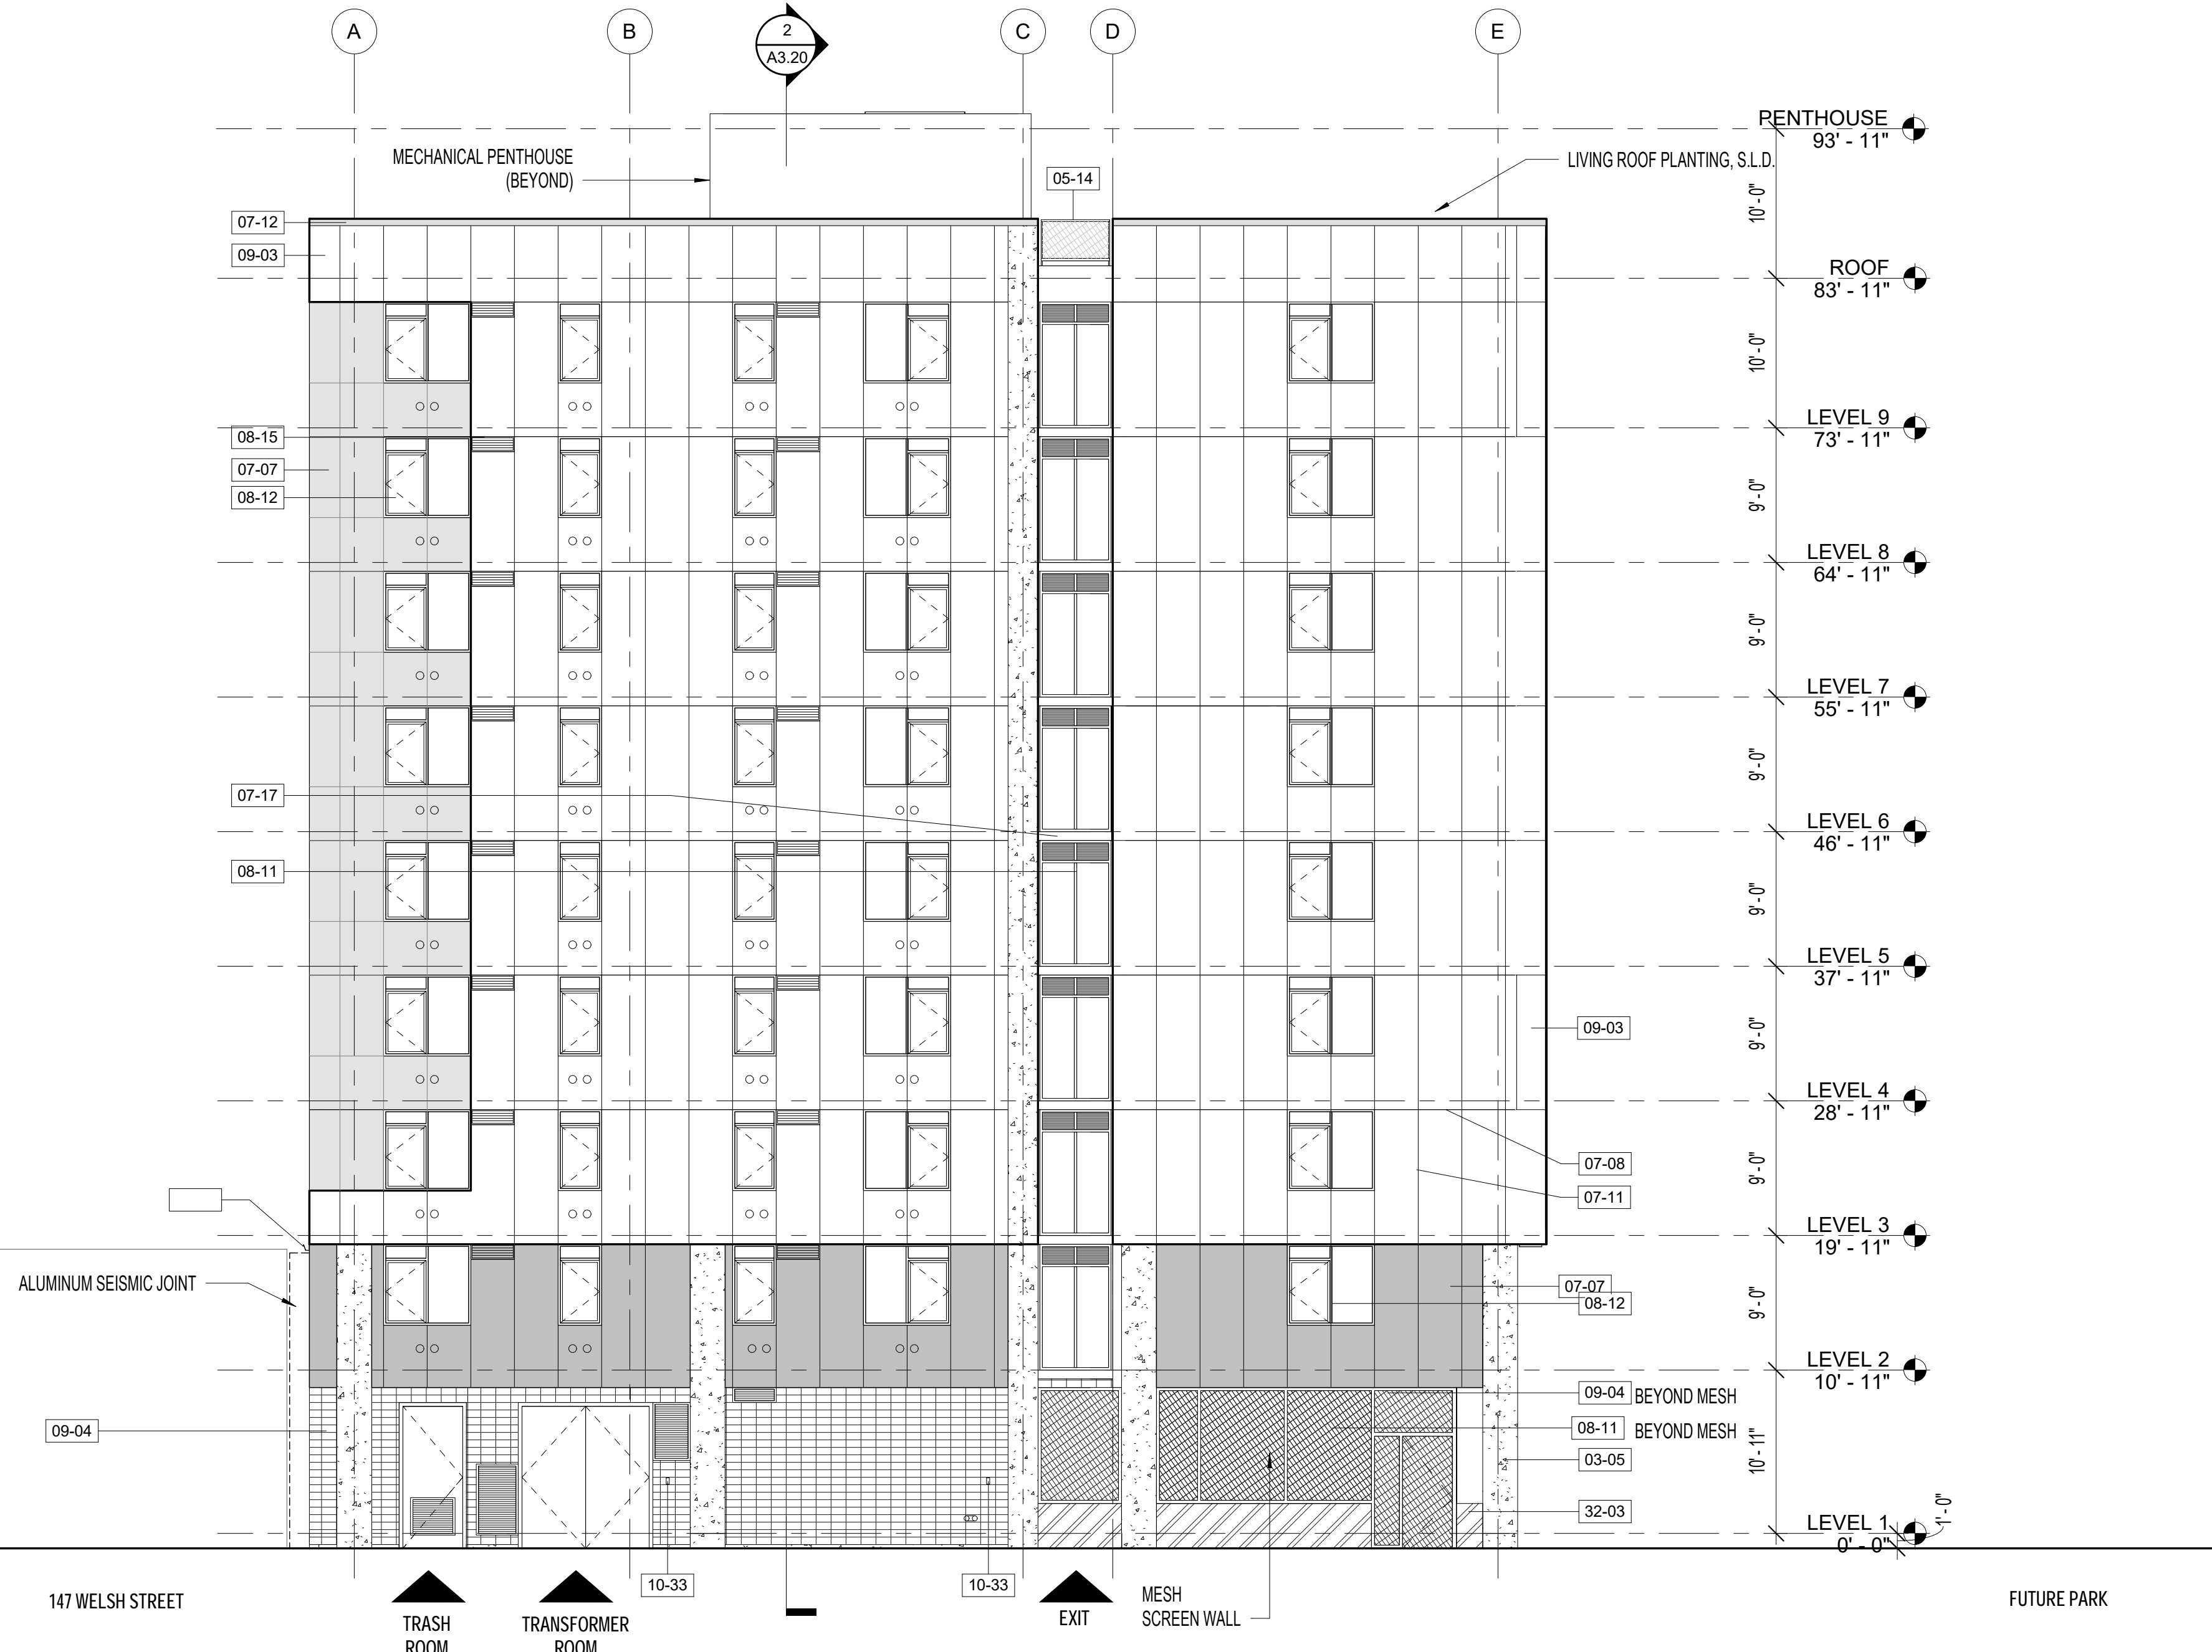 A
B
2
A3.20
C
D
E
PENTHOUSE
93' - 11"
MECHANICAL PENTHOUSE
(BEYOND)
LIVING ROOF PLANTING, S.L.D.
05-14
10'- 0"
07-12
09-03
ROOF
83' - 11"
10'- 0"
LEVEL 9
73' - 11"
08-15
07-07
08-12
9'- 0"
LEVEL 8
64' - 11"
9'- 0"
LEVEL 7
55' - 11"
9'- 0"
07-17
LEVEL 6
46' - 11"
08-11
9'- 0"
LEVEL 5
37' - 11"
09-03
9'- 0"
LEVEL 4
28' - 11"
07-08
9'- 0"
07-11
LEVEL 3
19' - 11"
ALUMINUM SEISMIC JOINT
07-07
08-12
9'- 0"
LEVEL 2
10' - 11"
09-04 BEYOND MESH
08-11 BEYOND MESH
09-04
03-05
10'- 11"
32-03
LEVEL 1
0' - 0"
1'- 0"
147 WELSH STREET
10-33
10-33
TRASH
ROOM
TRANSFORMER
ROOM
EXIT
MESH
SCREEN WALL
FUTURE PARK